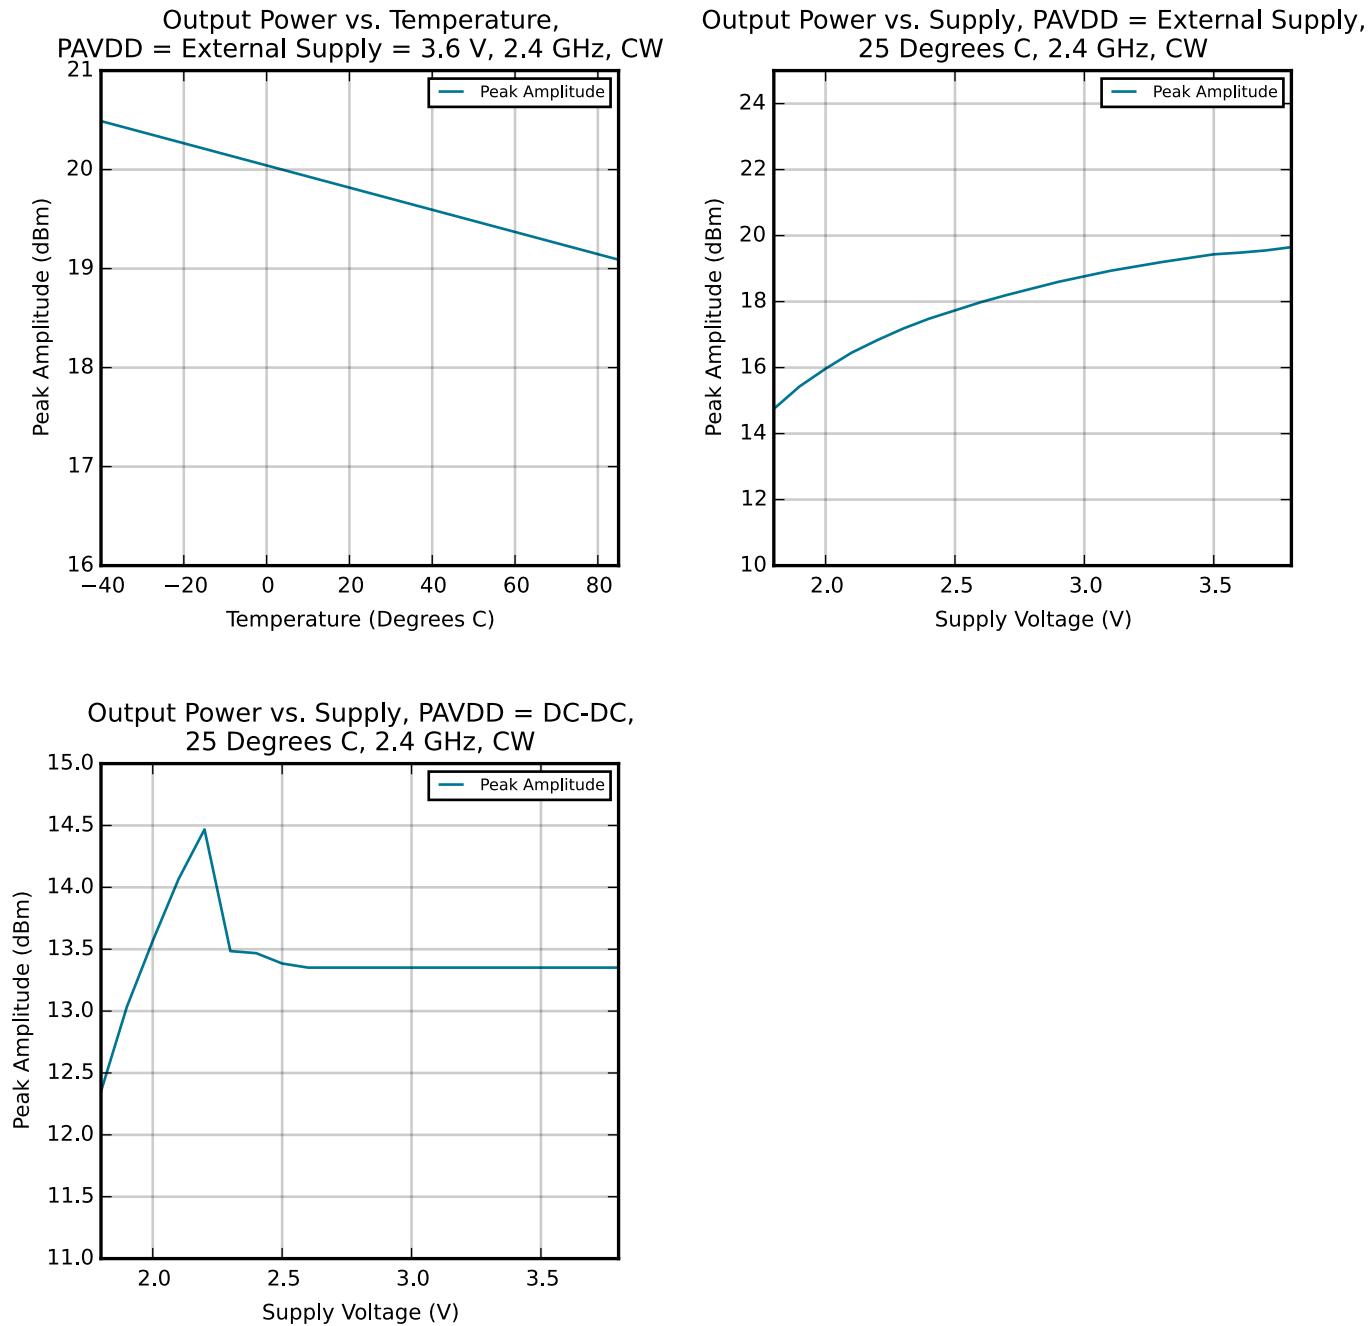 Output Power vs. Temperature,
PAVDD = External Supply = 3.6 V, 2.4 GHz, CW
Peak Amplitude
21
20
19
18
17
16
Peak Amplitude (dBm)
−40 −20 0 20 40 60 80
Temperature (Degrees C)
Output Power vs. Supply, PAVDD = External Supply,
25 Degrees C, 2.4 GHz, CW
Peak Amplitude
24
22
20
18
16
14
12
10
Peak Amplitude (dBm)
2.0 2.5 3.0 3.5
Supply Voltage (V)
Output Power vs. Supply, PAVDD = DC-DC,
25 Degrees C, 2.4 GHz, CW
Peak Amplitude
15.0
14.5
14.0
13.5
13.0
12.5
12.0
11.5
11.0
Peak Amplitude (dBm)
2.0 2.5 3.0 3.5
Supply Voltage (V)